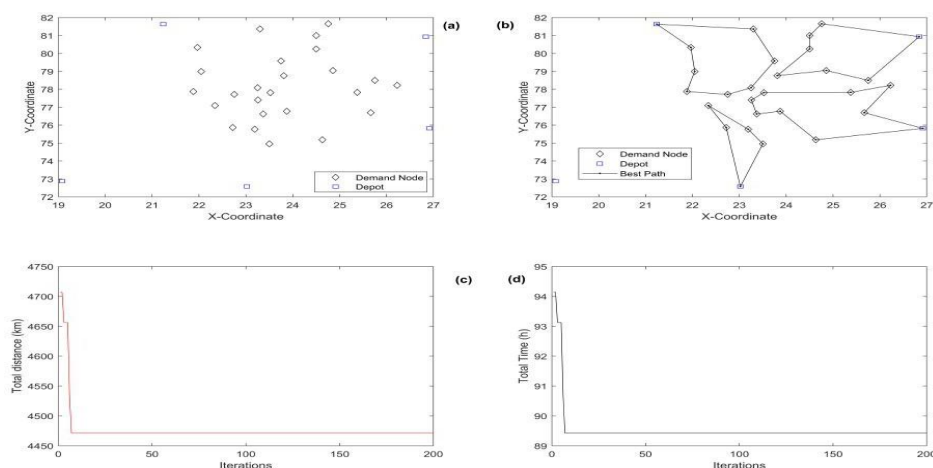 82
81
80
79
78
77
76
75
74
73
72
Y-Coordinate
(a)
Demand Node
Depot
19 20 21 22 23 24 25 26 27
X-Coordinate
82
81
80
79
78
77
76
75
74
73
72
Y-Coordinate
(b)
Demand Node
Depot
Best Path
19 20 21 22 23 24 25 26 27
X-Coordinate
4750
4700
4650
4600
4550
4500
4450
Total distance (km)
(c)
0 50 100 150 200
Iterations
95
94
93
92
91
90
89
Total Time (h)
(d)
0 50 100 150 200
Iterations